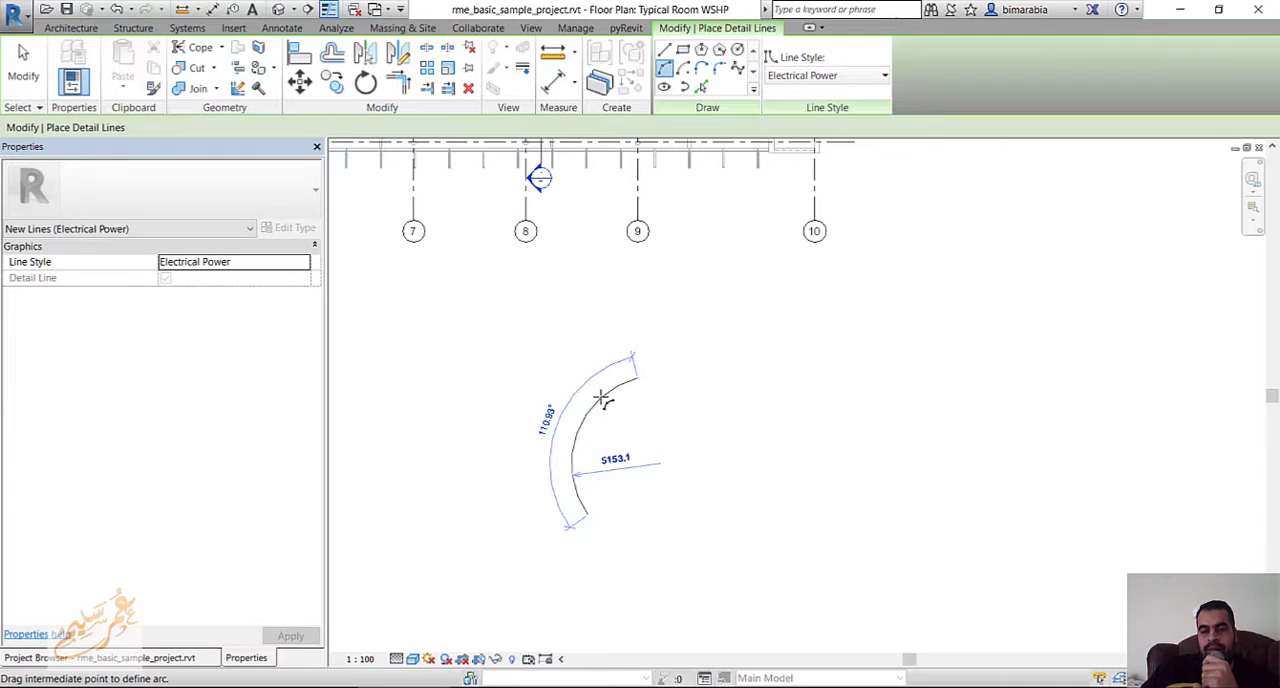 rme_basic_sample_project.rvt - Floor Plan: Typical Room WSHP
Type a keyword or phrase
bimarabia
Architecture Structure Systems Insert Annotate Analyze Massing & Site Collaborate View Manage pyRevit Modify | Place Detail Lines
Modify
Paste
Cope
Cut
Join
Line Style:
Electrical Power
Select Properties Clipboard Geometry Modify View Measure Create Draw Line Style
Modify | Place Detail Lines
Properties
R
New Lines (Electrical Power)
Edit Type
Graphics
Line Style Electrical Power
Detail Line
7 8 9 10
110.93°
5153.1
عمر سليم
Properties help
Apply
Project Browser - rme_basic_sample_project.rvt
Properties
1 : 100
Drag intermediate point to define arc.
:0
Main Model